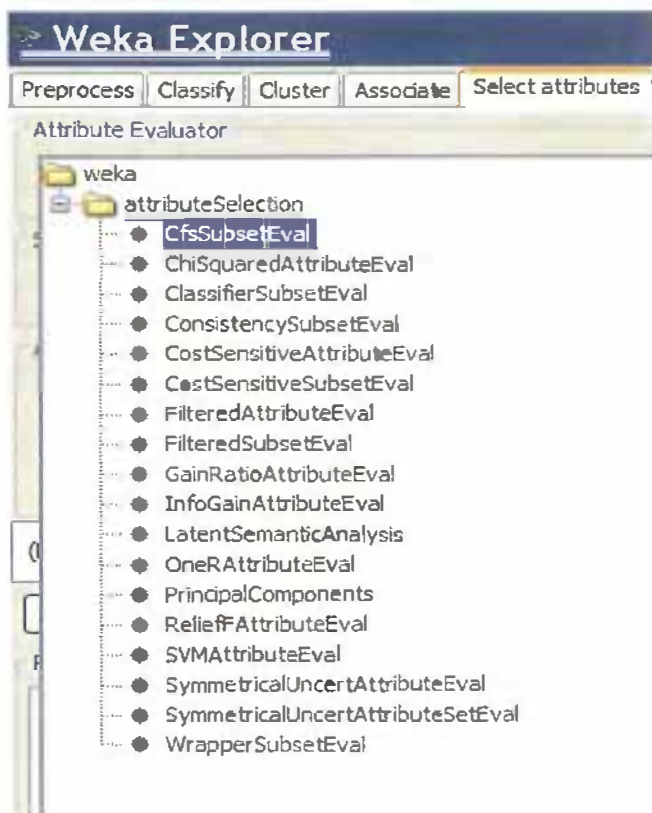 Weka Explorer
Preprocess Classify Cluster Associate Select attributes
Attribute Evaluator
weka
attributeSelection
CfsSubsetEval
ChiSquaredAttributeEval
ClassifierSubsetEval
ConsistencySubsetEval
CostSensitiveAttributeEval
CostSensitiveSubsetEval
FilteredAttributeEval
FilteredSubsetEval
GainRatioAttributeEval
InfoGainAttributeEval
LatentSemanticAnalysis
OneRAttributeEval
PrincipalComponents
ReliefFAttributeEval
SVMAttributeEval
SymmetricalUncertAttributeEval
SymmetricalUncertAttributeSetEval
WrapperSubsetEval